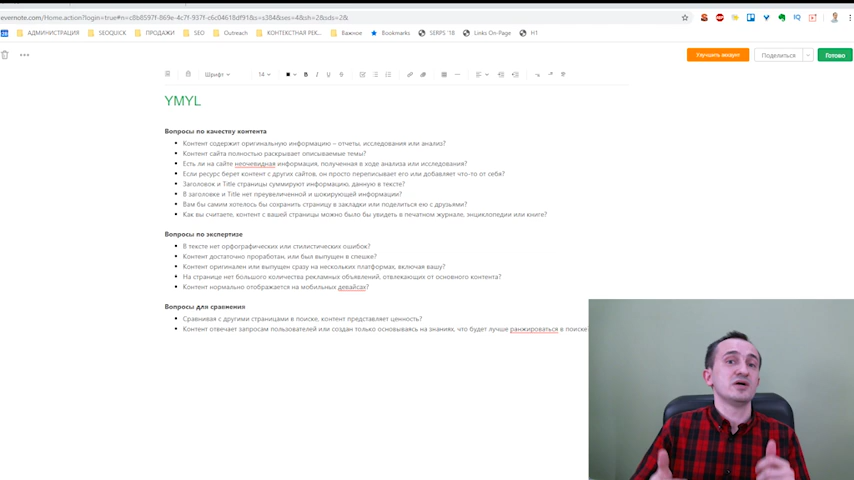 evernote.com/Home.action?login=true#n=c8b8597f-869e-4c7f-937f-c6c04618df91&s=s384&ses=4&sh=2&sds=2&
АДМИНИСТРАЦИЯ SEOQUICK ПРОДАЖИ SEO Outreach КОНТЕКСТНАЯ РЕК... Важное Bookmarks SERPS '18 Links On-Page H1
Улучшить аккаунт Поделиться Готово
Шрифт 14 B I U S
YMYL
Вопросы по качеству контента
Контент содержит оригинальную информацию – отчеты, исследования или анализ?
Контент сайта полностью раскрывает описываемые темы?
Есть ли на сайте неочевидная информация, полученная в ходе анализа или исследования?
Если ресурс берет контент с других сайтов, он просто переписывает его или добавляет что-то от себя?
Заголовок и Title страницы суммируют информацию, данную в тексте?
В заголовке и Title нет преувеличенной и шокирующей информации?
Вам бы самим хотелось бы сохранить страницу в закладки или поделиться ею с друзьями?
Как вы считаете, контент с вашей страницы можно было бы увидеть в печатном журнале, энциклопедии или книге?
Вопросы по экспертизе
В тексте нет орфографических или стилистических ошибок?
Контент достаточно проработан, или был выпущен в спешке?
Контент оригинален или выпущен сразу на нескольких платформах, включая вашу?
На странице нет большого количества рекламных объявлений, отвлекающих от основного контента?
Контент нормально отображается на мобильных девайсах?
Вопросы для сравнения
Сравнивая с другими страницами в поиске, контент представляет ценность?
Контент отвечает запросам пользователей или создан только основываясь на знаниях, что будет лучше ранжироваться в поиске